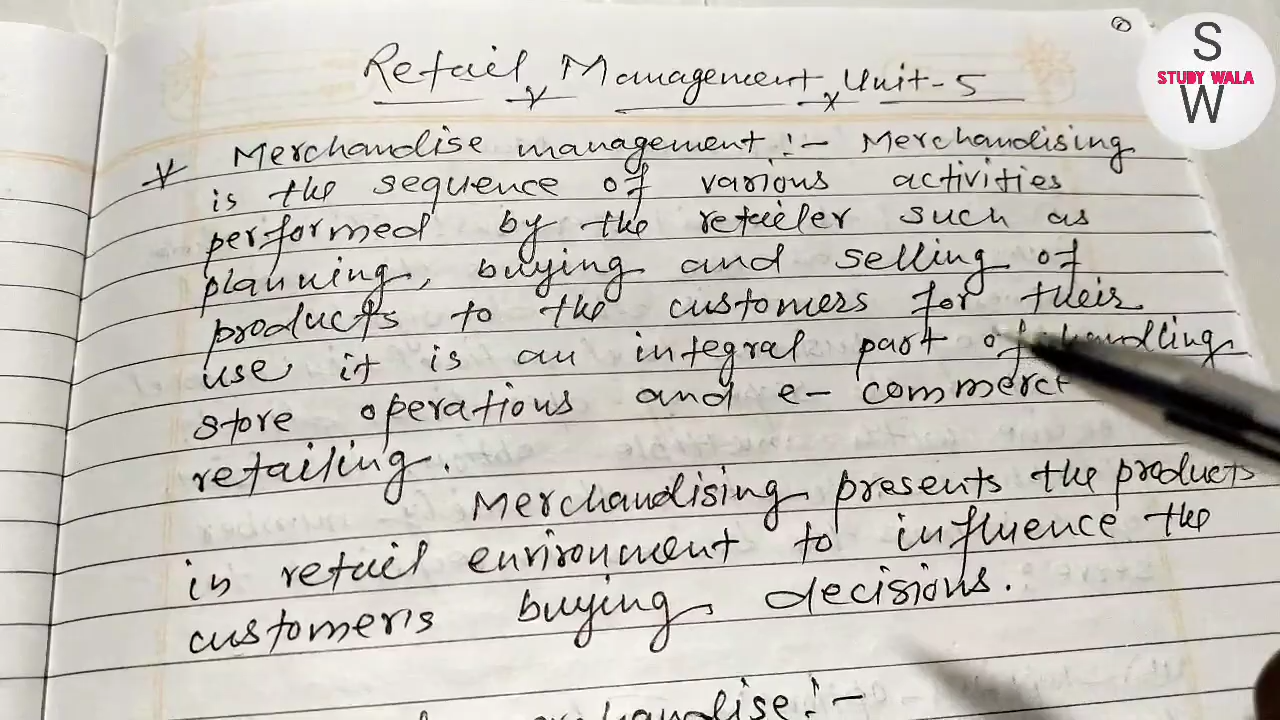 S
STUDY WALA
W
Retail Management Unit-5
Merchandise management :- Merchandising
is the sequence of various activities
performed by the retailer such as
planning, buying and selling of
products to the customers for their
use it is an integral part of handling
store operations and e-commerce
retailing.
Merchandising presents the products
in retail environment to influence the
customer's buying decisions.
:-